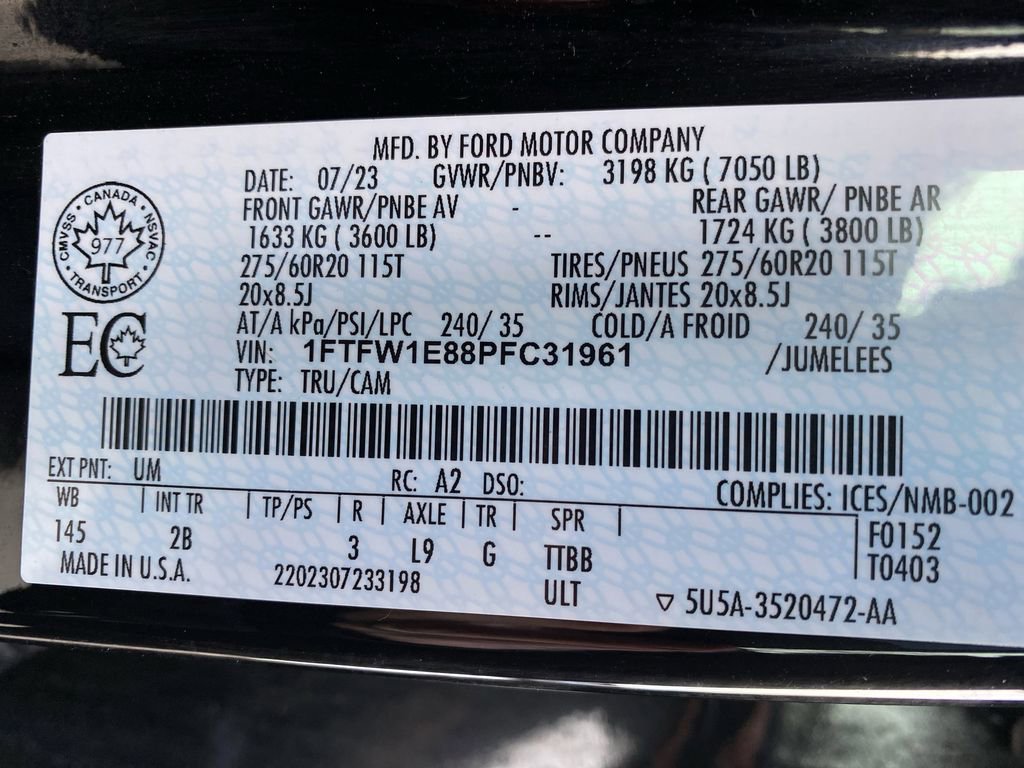 MFD. BY FORD MOTOR COMPANY
DATE: 07/23 GVWR/PNBV: 3198 KG ( 7050 LB)
FRONT GAWR/PNBE AV - REAR GAWR/ PNBE AR
1633 KG ( 3600 LB) -- 1724 KG ( 3800 LB)
275/60R20 115T TIRES/PNEUS 275/60R20 115T
20x8.5J RIMS/JANTES 20x8.5J
AT/A kPa/PSI/LPC 240/ 35 COLD/A FROID 240/ 35
VIN: 1FTFW1E88PFC31961 /JUMELEES
TYPE: TRU/CAM
CANADA
CMVSS NSVAC
977
TRANSPORT
EC
EXT PNT: UM RC: A2 DSO: COMPLIES: ICES/NMB-002
WB | INT TR | TP/PS | R | AXLE | TR | SPR |
145 2B 3 L9 G TTBB F0152
MADE IN U.S.A. 2202307233198 ULT T0403
▽ 5U5A-3520472-AA